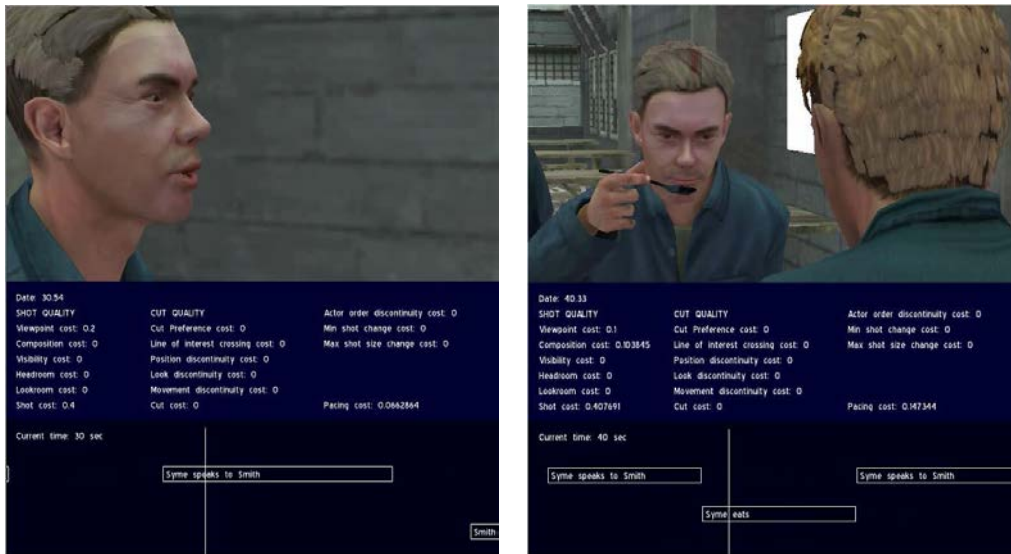 Date: 30.54
SHOT QUALITY CUT QUALITY Actor order discontinuity cost: 0
Viewpoint cost: 0.2 Cut Preference cost: 0 Min shot change cost: 0
Composition cost: 0 Line of interest crossing cost: 0 Max shot size change cost: 0
Visibility cost: 0 Position discontinuity cost: 0
Headroom cost: 0 Look discontinuity cost: 0
Lookroom cost: 0 Movement discontinuity cost: 0
Shot cost: 0.4 Cut cost: 0 Pacing cost: 0.0662864
Current time: 30 sec
Syme speaks to Smith
Smith
Date: 40.33
SHOT QUALITY CUT QUALITY Actor order discontinuity cost: 0
Viewpoint cost: 0.1 Cut Preference cost: 0 Min shot change cost: 0
Composition cost: 0.103845 Line of interest crossing cost: 0 Max shot size change cost: 0
Visibility cost: 0 Position discontinuity cost: 0
Headroom cost: 0 Look discontinuity cost: 0
Lookroom cost: 0 Movement discontinuity cost: 0
Shot cost: 0.407691 Cut cost: 0 Pacing cost: 0.147344
Current time: 40 sec
Syme speaks to Smith Syme speaks to Smith
Syme eats